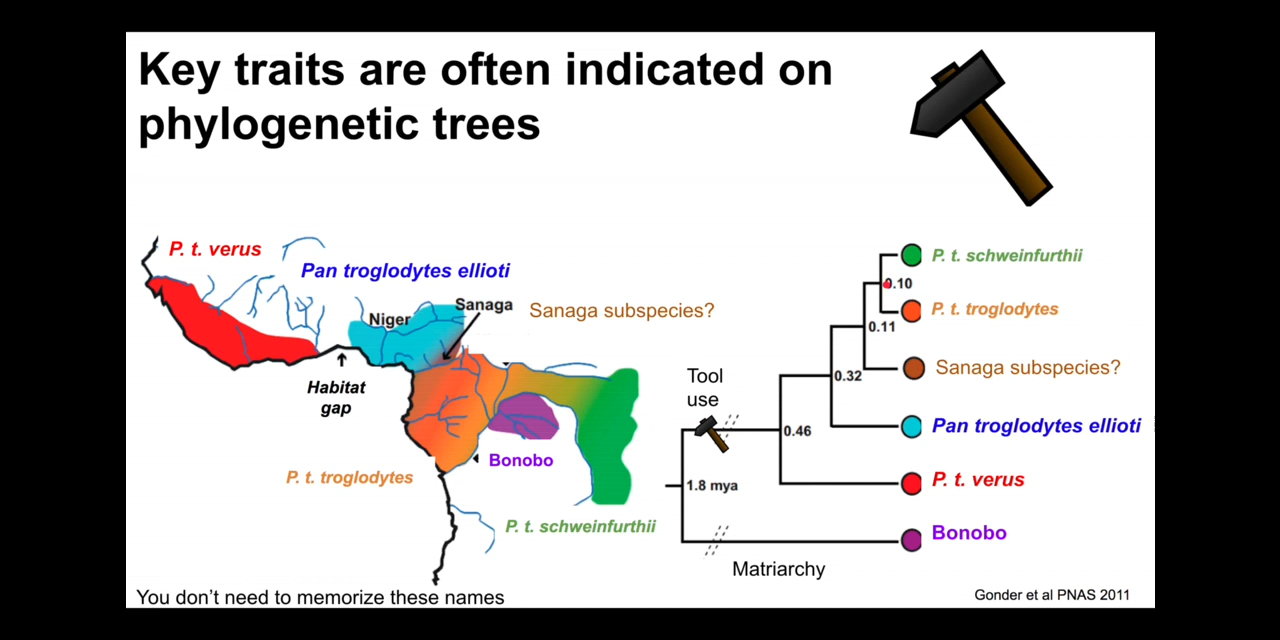 Key traits are often indicated on
phylogenetic trees
P. t. verus
Pan troglodytes ellioti
Niger
Sanaga
Sanaga subspecies?
Habitat
gap
Bonobo
P. t. troglodytes
P. t. schweinfurthii
Tool
use
1.8 mya
0.46
0.32
0.11
0.10
P. t. schweinfurthii
P. t. troglodytes
Sanaga subspecies?
Pan troglodytes ellioti
P. t. verus
Bonobo
Matriarchy
You don't need to memorize these names
Gonder et al PNAS 2011